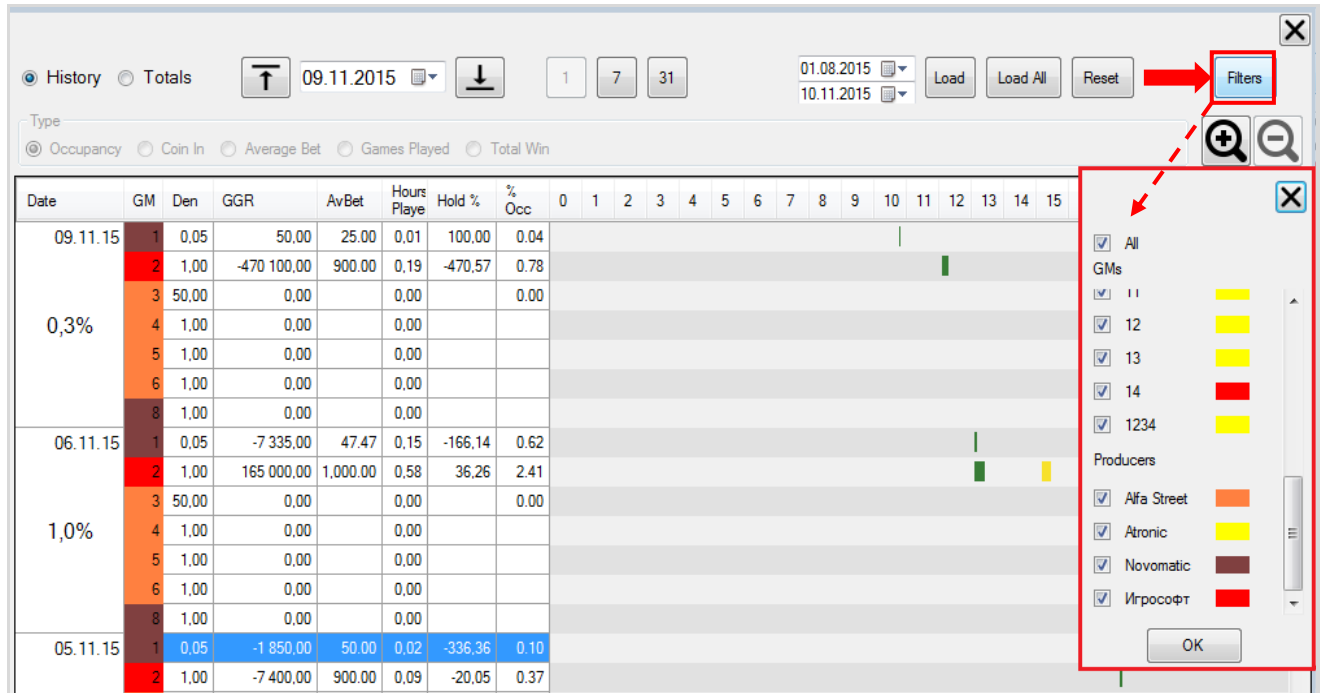 History Totals 09.11.2015 1 7 31 01.08.2015 10.11.2015 Load Load All Reset Filters
Type
Occupancy Coin In Average Bet Games Played Total Win
Date GM Den GGR AvBet Hours Playe Hold % % Occ 0 1 2 3 4 5 6 7 8 9 10 11 12 13 14 15
09.11.15 1 0,05 50,00 25.00 0,01 100,00 0.04
2 1,00 -470 100,00 900.00 0,19 -470,57 0.78
3 50,00 0,00 0,00 0.00
0,3% 4 1,00 0,00 0,00
5 1,00 0,00 0,00
6 1,00 0,00 0,00
8 1,00 0,00 0,00
06.11.15 1 0,05 -7 335,00 47.47 0,15 -166,14 0.62
2 1,00 165 000,00 1,000.00 0,58 36,26 2.41
3 50,00 0,00 0,00 0.00
1,0% 4 1,00 0,00 0,00
5 1,00 0,00 0,00
6 1,00 0,00 0,00
8 1,00 0,00 0,00
05.11.15 1 0,05 -1 850,00 50.00 0,02 -336,36 0.10
2 1,00 -7 400,00 900.00 0,09 -20,05 0.37
All
GMs
11
12
13
14
1234
Producers
Alfa Street
Atronic
Novomatic
Игрософт
OK